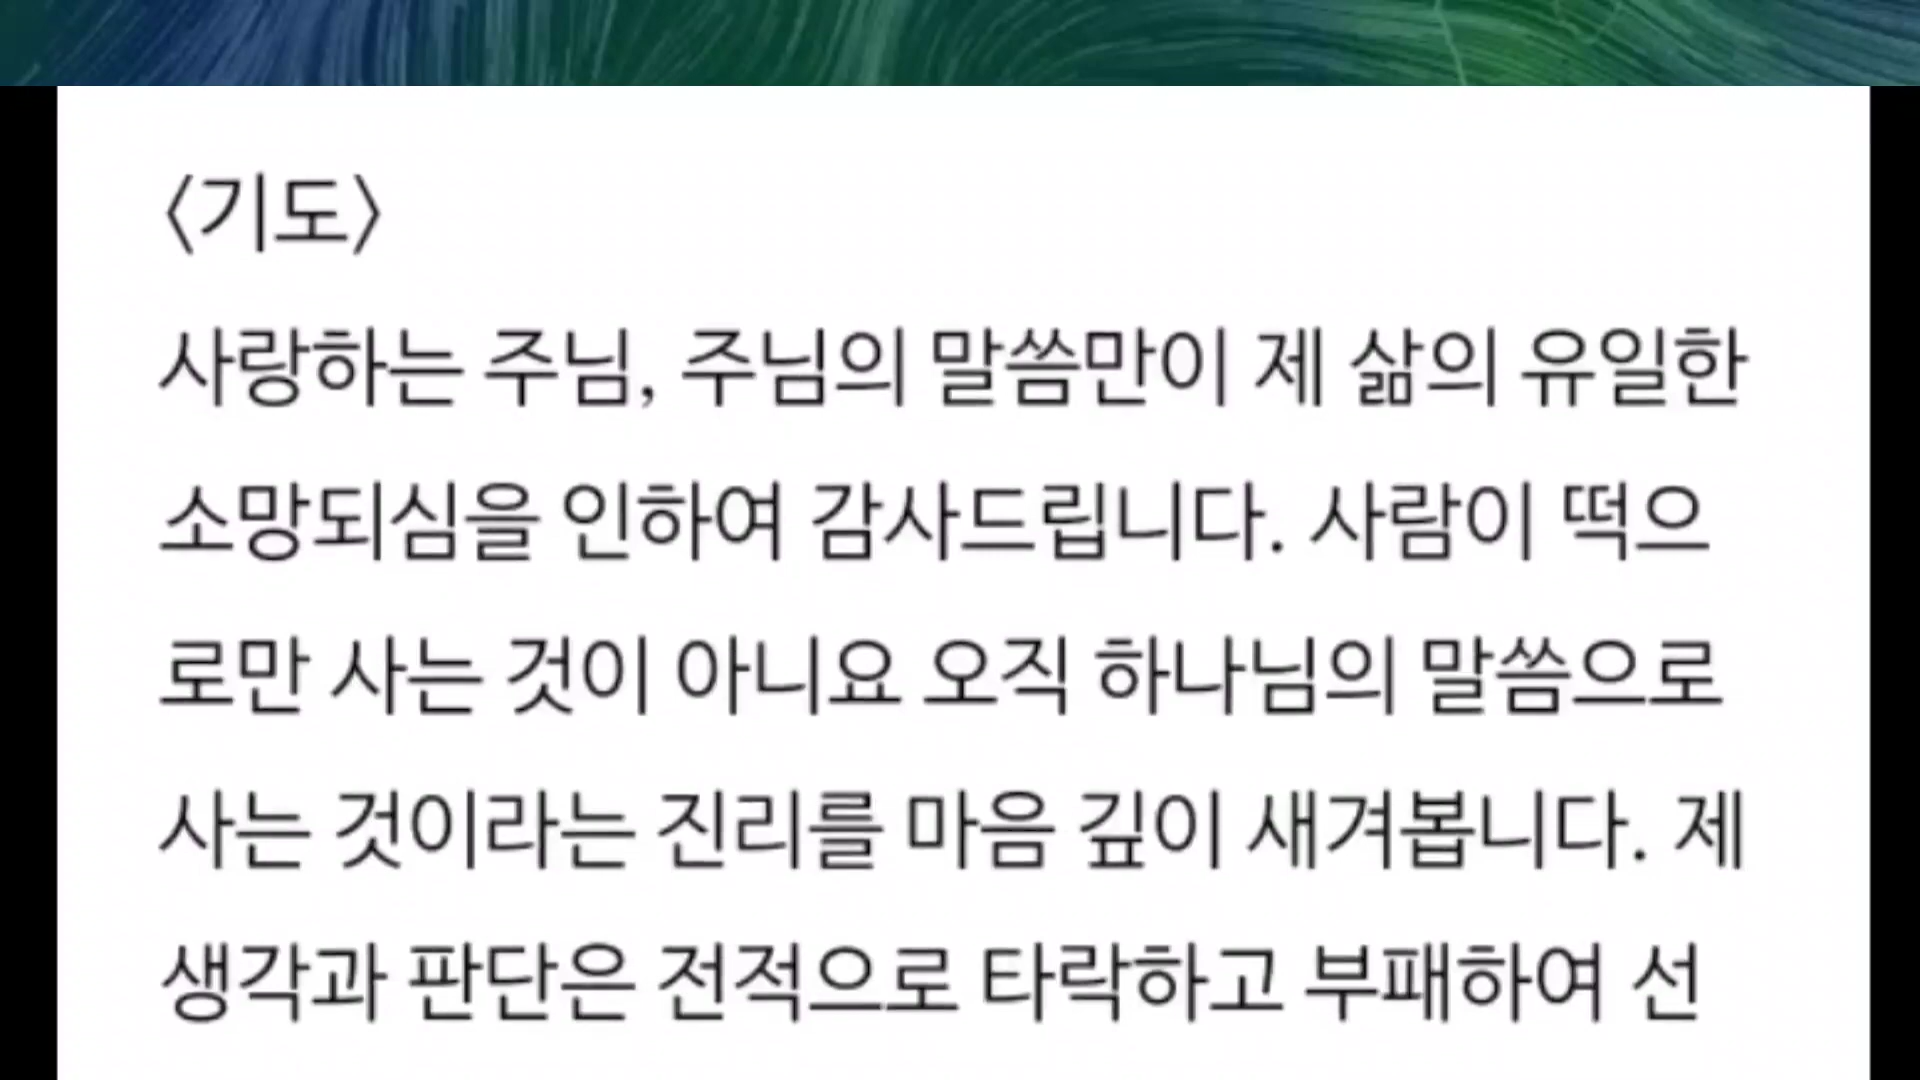 〈기도〉
사랑하는 주님, 주님의 말씀만이 제 삶의 유일한
소망되심을 인하여 감사드립니다. 사람이 떡으
로만 사는 것이 아니요 오직 하나님의 말씀으로
사는 것이라는 진리를 마음 깊이 새겨봅니다. 제
생각과 판단은 전적으로 타락하고 부패하여 선